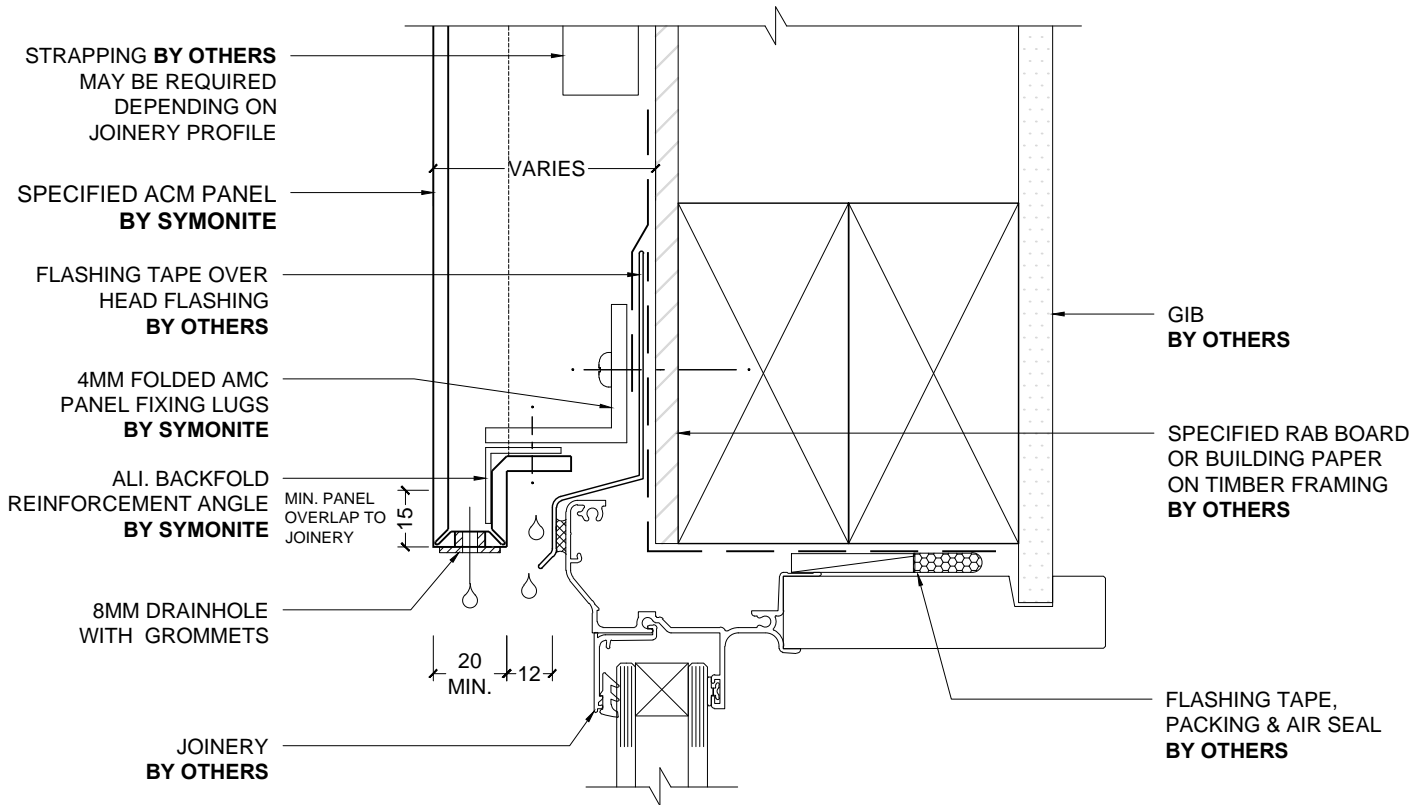 STRAPPING BY OTHERS
MAY BE REQUIRED
DEPENDING ON
JOINERY PROFILE
VARIES
SPECIFIED ACM PANEL
BY SYMONITE
FLASHING TAPE OVER
HEAD FLASHING
BY OTHERS
4MM FOLDED AMC
PANEL FIXING LUGS
BY SYMONITE
ALI. BACKFOLD
REINFORCEMENT ANGLE
BY SYMONITE
MIN. PANEL
OVERLAP TO
JOINERY
15
8MM DRAINHOLE
WITH GROMMETS
20
MIN.
12
JOINERY
BY OTHERS
GIB
BY OTHERS
SPECIFIED RAB BOARD
OR BUILDING PAPER
ON TIMBER FRAMING
BY OTHERS
FLASHING TAPE,
PACKING & AIR SEAL
BY OTHERS